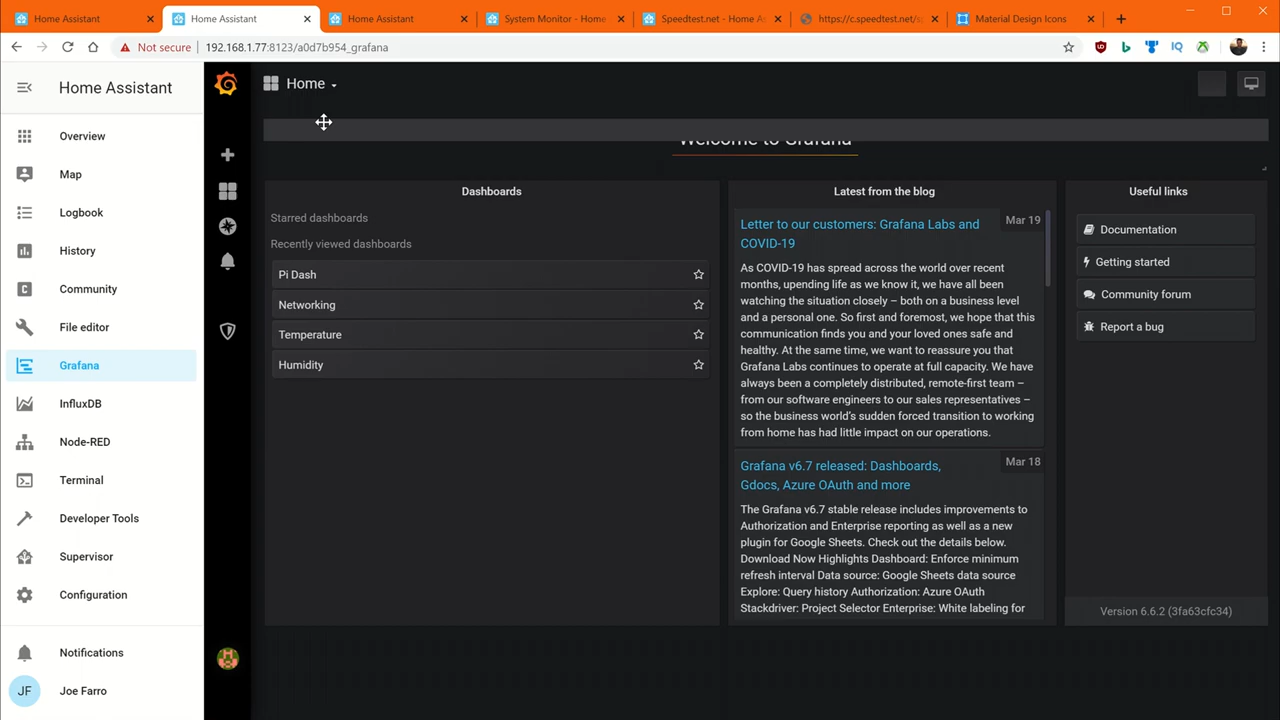 Home Assistant
Home Assistant
Home Assistant
System Monitor - Home
Speedtest.net - Home A
https://c.speedtest.net/s
Material Design Icons
Not secure
192.168.1.77:8123/a0d7b954_grafana
Home Assistant
Overview
Map
Logbook
History
Community
File editor
Grafana
InfluxDB
Node-RED
Terminal
Developer Tools
Supervisor
Configuration
Notifications
JF
Joe Farro
Home
Welcome to Grafana
Dashboards
Starred dashboards
Recently viewed dashboards
Pi Dash
Networking
Temperature
Humidity
Latest from the blog
Letter to our customers: Grafana Labs and
COVID-19
Mar 19
As COVID-19 has spread across the world over recent
months, upending life as we know it, we have all been
watching the situation closely – both on a business level
and a personal one. So first and foremost, we hope that this
communication finds you and your loved ones safe and
healthy. At the same time, we want to reassure you that
Grafana Labs continues to operate at full capacity. We have
always been a completely distributed, remote-first team –
from our software engineers to our sales representatives –
so the business world's sudden forced transition to working
from home has had little impact on our operations.
Grafana v6.7 released: Dashboards,
Gdocs, Azure OAuth and more
Mar 18
The Grafana v6.7 stable release includes improvements to
Authorization and Enterprise reporting as well as a new
plugin for Google Sheets. Check out the details below.
Download Now Highlights Dashboard: Enforce minimum
refresh interval Data source: Google Sheets data source
Explore: Query history Authorization: Azure OAuth
Stackdriver: Project Selector Enterprise: White labeling for
Useful links
Documentation
Getting started
Community forum
Report a bug
Version 6.6.2 (3fa63cfc34)